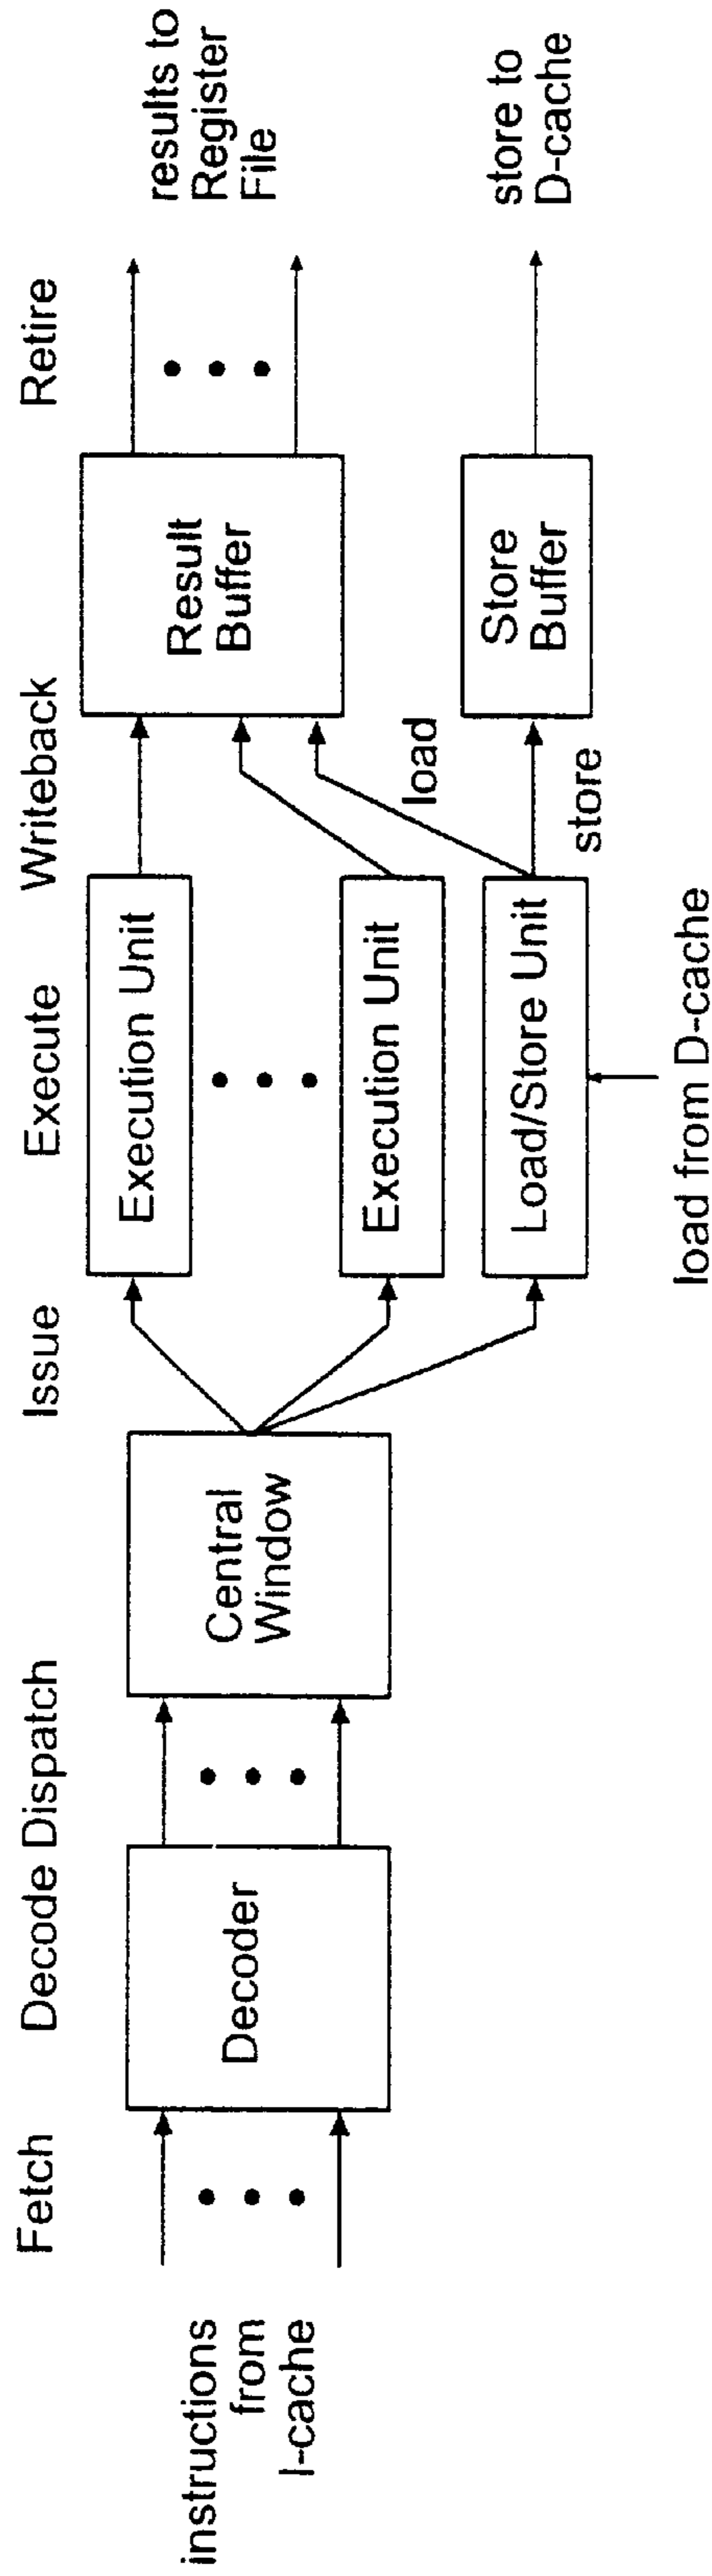 Fetch
Decode Dispatch
Issue
Execute
Writeback
Retire
instructions
from
I-cache
Decoder
Central
Window
Execution Unit
Execution Unit
Load/Store Unit
load from D-cache
load
store
Result
Buffer
Store
Buffer
results to
Register
File
store to
D-cache